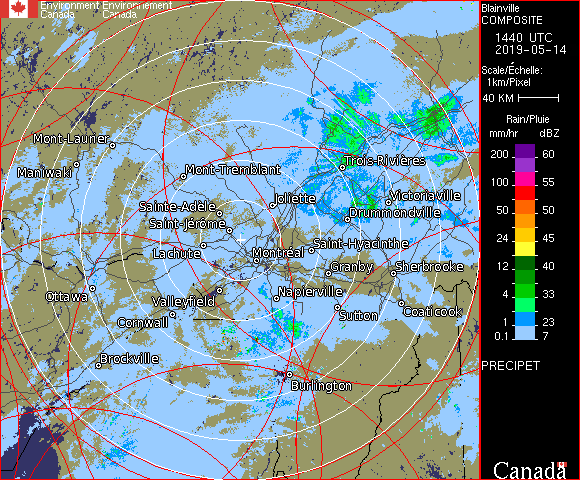 Environment Environnement
Canada Canada
Blainville
COMPOSITE
1440 UTC
2019-05-14
Scale/Échelle:
1km/Pixel
40 KM
Rain/Pluie
mm/hr dBZ
200 60
100 55
50 50
24 45
12 40
4 33
1 23
0.1 7
PRECIPET
Canada
Mont-Laurier
Maniwaki
Mont-Tremblant
Trois-Rivières
Sainte-Adele
Joliette
Victoriaville
Saint-Jérôme
Drummondville
Lachute
Montréal
Saint-Hyacinthe
Granby
Sherbrooke
Ottawa
Valleyfield
Napierville
Cornwall
Sutton
Coaticook
Brockville
Burlington